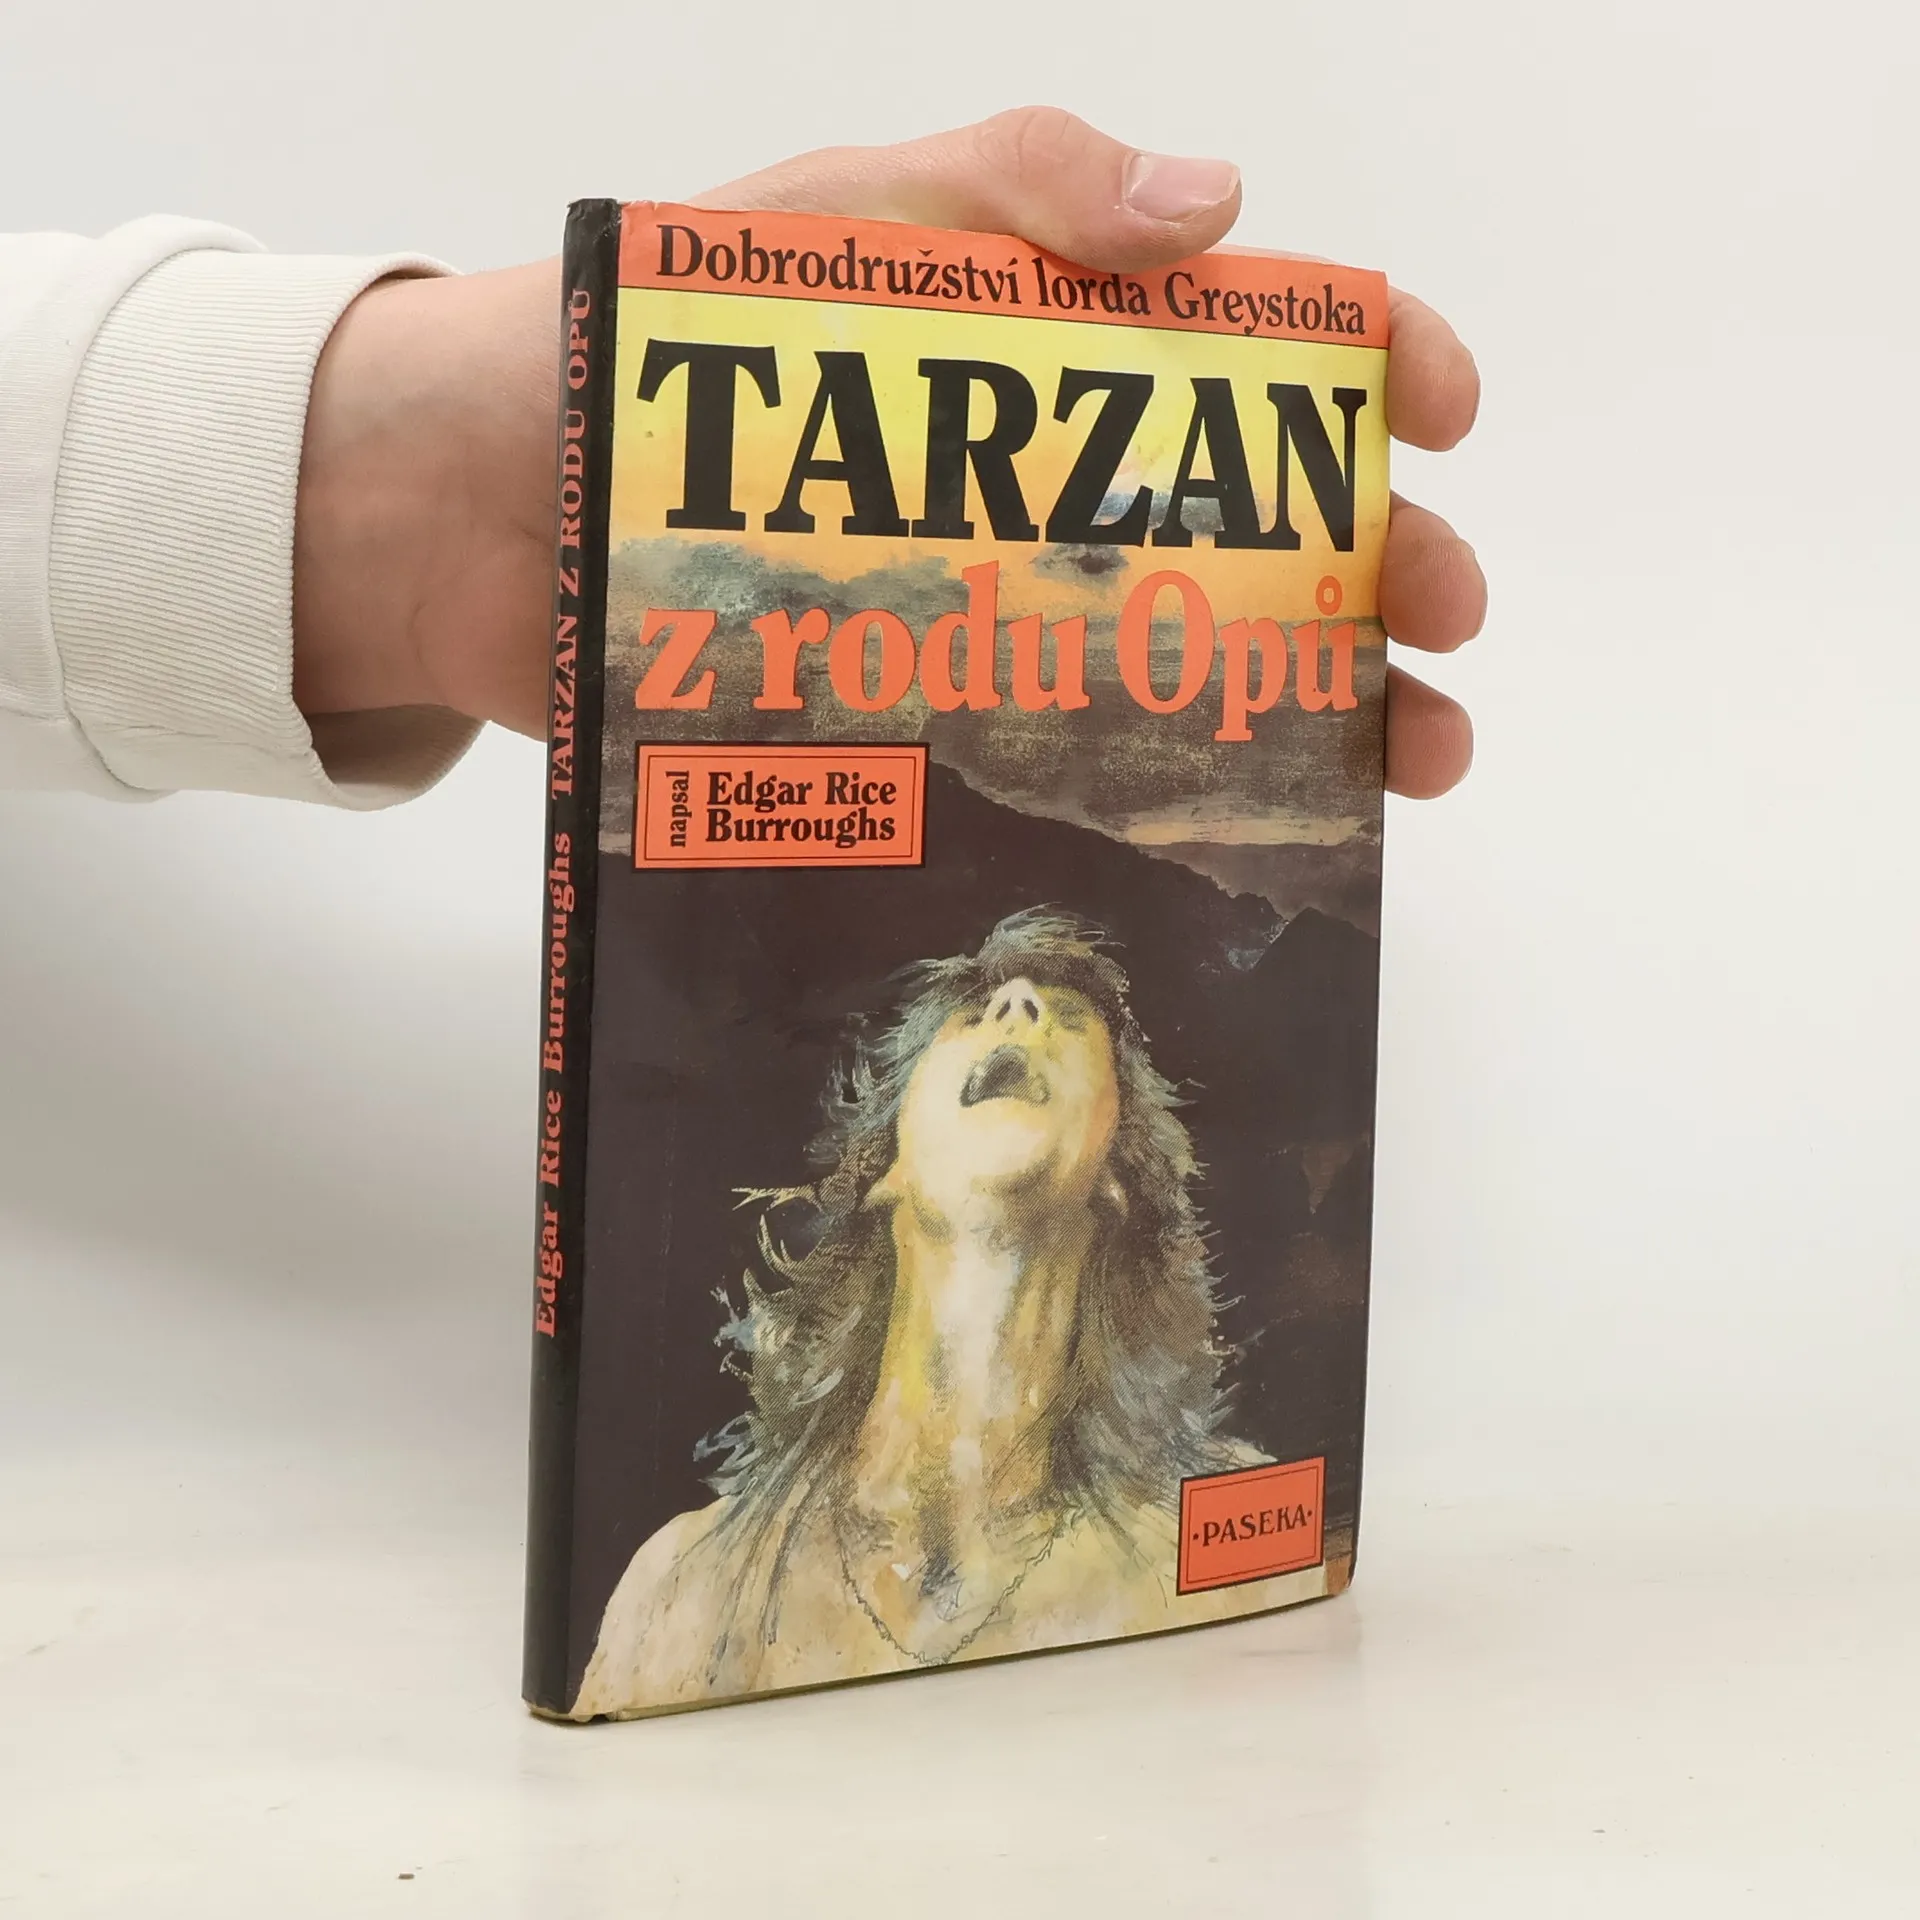 Dobrodružství lorda Greystoka
TARZAN
z rodu Opů
napsal
Edgar Rice
Burroughs
·PASEKA·
Edgar Rice Burroughs TARZAN Z RODU OPŮ